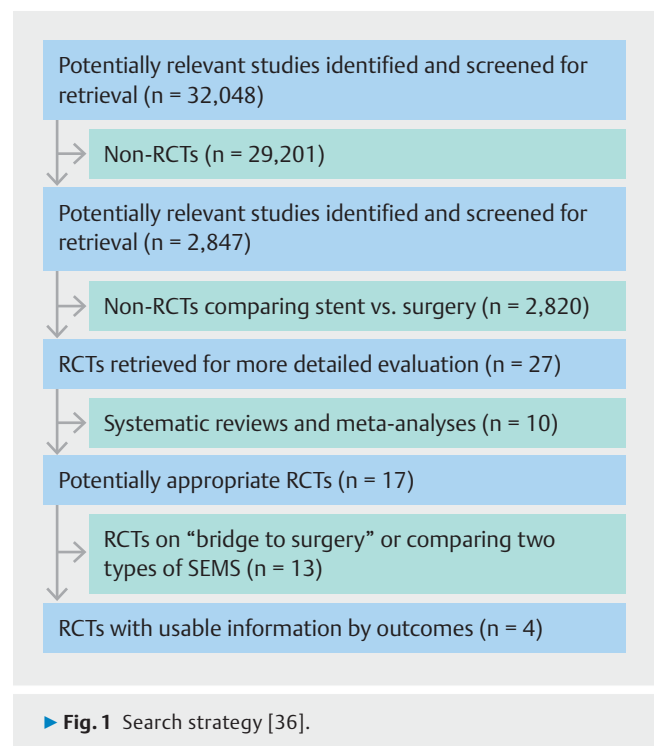 Potentially relevant studies identified and screened for
retrieval (n = 32,048)
Non-RCTs (n = 29,201)
Potentially relevant studies identified and screened for
retrieval (n = 2,847)
Non-RCTs comparing stent vs. surgery (n = 2,820)
RCTs retrieved for more detailed evaluation (n = 27)
Systematic reviews and meta-analyses (n = 10)
Potentially appropriate RCTs (n = 17)
RCTs on “bridge to surgery” or comparing two
types of SEMS (n = 13)
RCTs with usable information by outcomes (n = 4)
▶ Fig. 1 Search strategy [36].